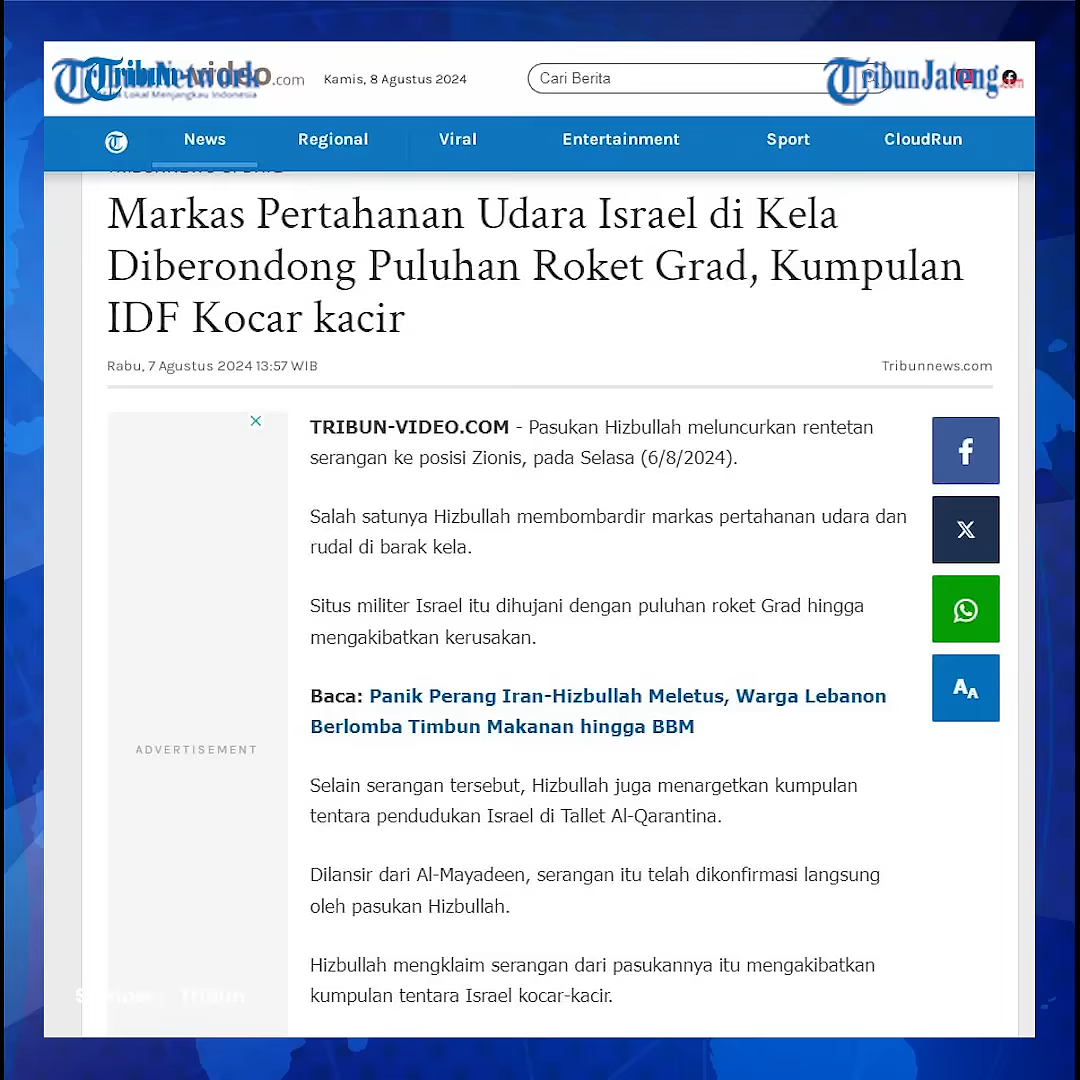 Tribun Network
.com
Kamis, 8 Agustus 2024
Cari Berita
TribunJateng
.com
News
Regional
Viral
Entertainment
Sport
CloudRun
Markas Pertahanan Udara Israel di Kela
Diberondong Puluhan Roket Grad, Kumpulan
IDF Kocar kacir
Rabu, 7 Agustus 2024 13:57 WIB
Tribunnews.com
TRIBUN-VIDEO.COM - Pasukan Hizbullah meluncurkan rentetan
serangan ke posisi Zionis, pada Selasa (6/8/2024).
Salah satunya Hizbullah membombardir markas pertahanan udara dan
rudal di barak kela.
Situs militer Israel itu dihujani dengan puluhan roket Grad hingga
mengakibatkan kerusakan.
Baca: Panik Perang Iran-Hizbullah Meletus, Warga Lebanon
Berlomba Timbun Makanan hingga BBM
ADVERTISEMENT
Selain serangan tersebut, Hizbullah juga menargetkan kumpulan
tentara pendudukan Israel di Tallet Al-Qarantina.
Dilansir dari Al-Mayadeen, serangan itu telah dikonfirmasi langsung
oleh pasukan Hizbullah.
Hizbullah mengklaim serangan dari pasukannya itu mengakibatkan
kumpulan tentara Israel kocar-kacir.